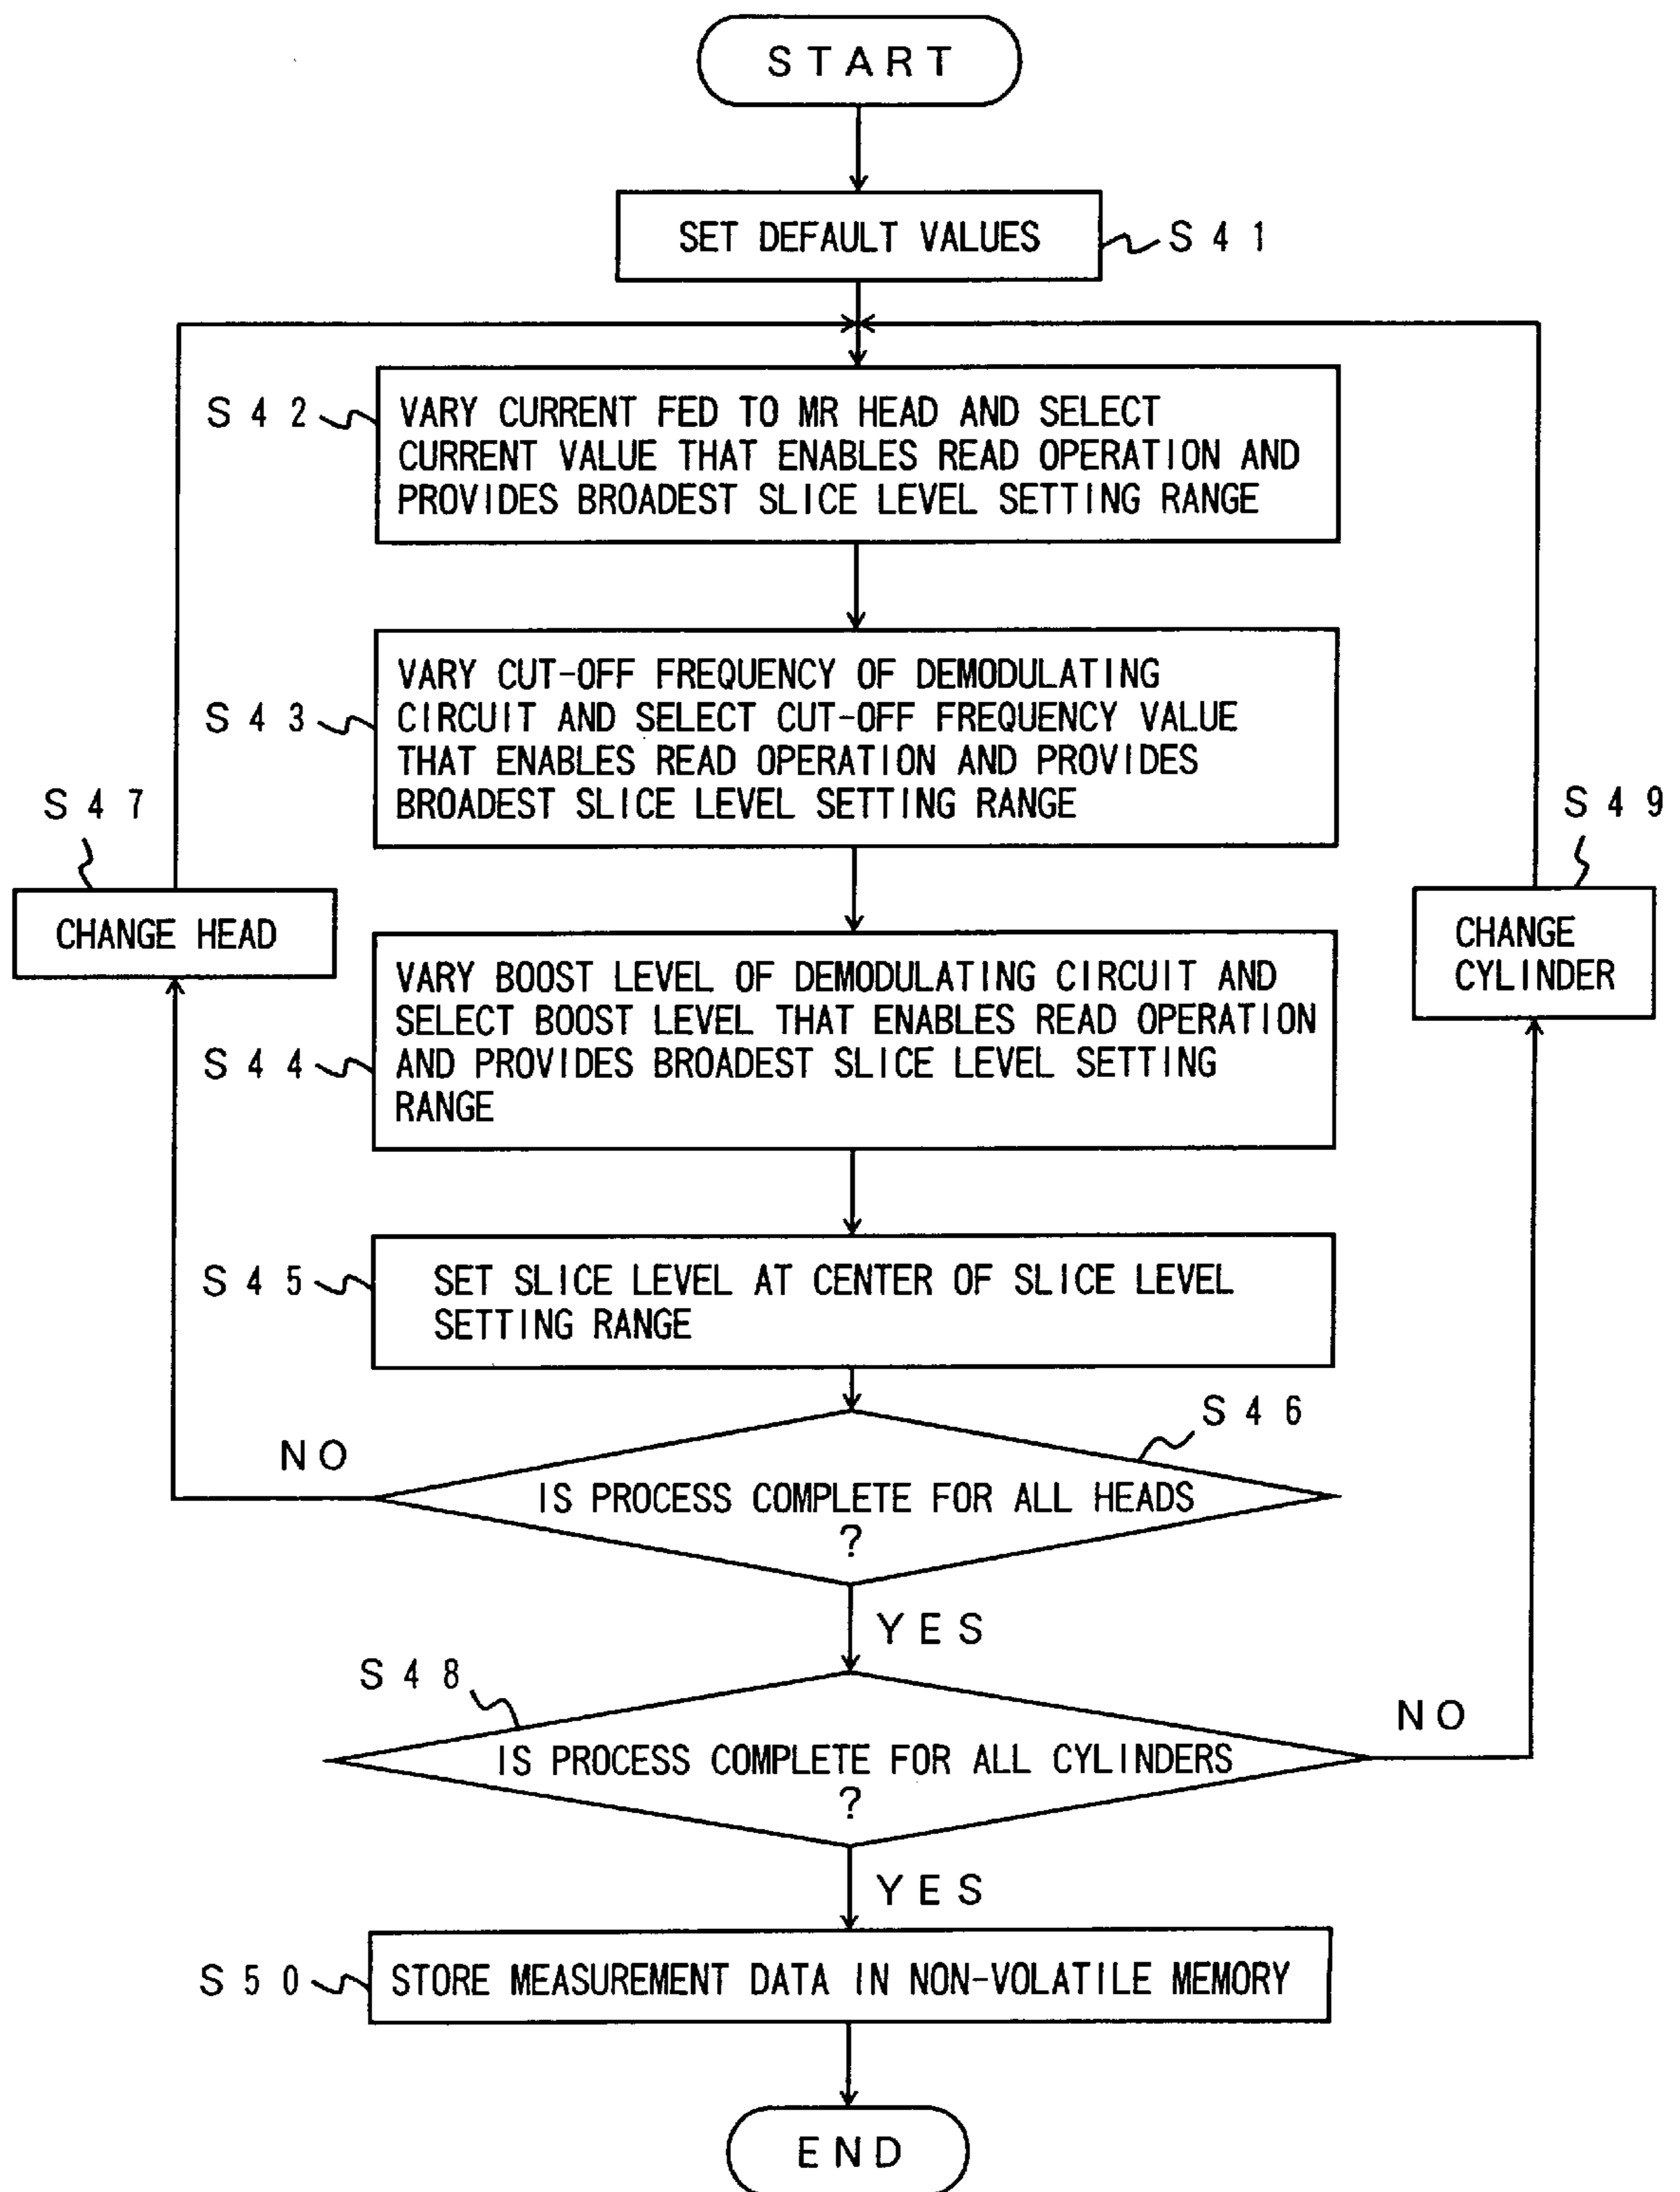 START
SET DEFAULT VALUES
S41
S42
VARY CURRENT FED TO MR HEAD AND SELECT
CURRENT VALUE THAT ENABLES READ OPERATION AND
PROVIDES BROADEST SLICE LEVEL SETTING RANGE
S43
VARY CUT-OFF FREQUENCY OF DEMODULATING
CIRCUIT AND SELECT CUT-OFF FREQUENCY VALUE
THAT ENABLES READ OPERATION AND PROVIDES
BROADEST SLICE LEVEL SETTING RANGE
S47
CHANGE HEAD
S49
CHANGE
CYLINDER
S44
VARY BOOST LEVEL OF DEMODULATING CIRCUIT AND
SELECT BOOST LEVEL THAT ENABLES READ OPERATION
AND PROVIDES BROADEST SLICE LEVEL SETTING
RANGE
S45
SET SLICE LEVEL AT CENTER OF SLICE LEVEL
SETTING RANGE
S46
NO
IS PROCESS COMPLETE FOR ALL HEADS
?
YES
S48
NO
IS PROCESS COMPLETE FOR ALL CYLINDERS
?
YES
S50
STORE MEASUREMENT DATA IN NON-VOLATILE MEMORY
END